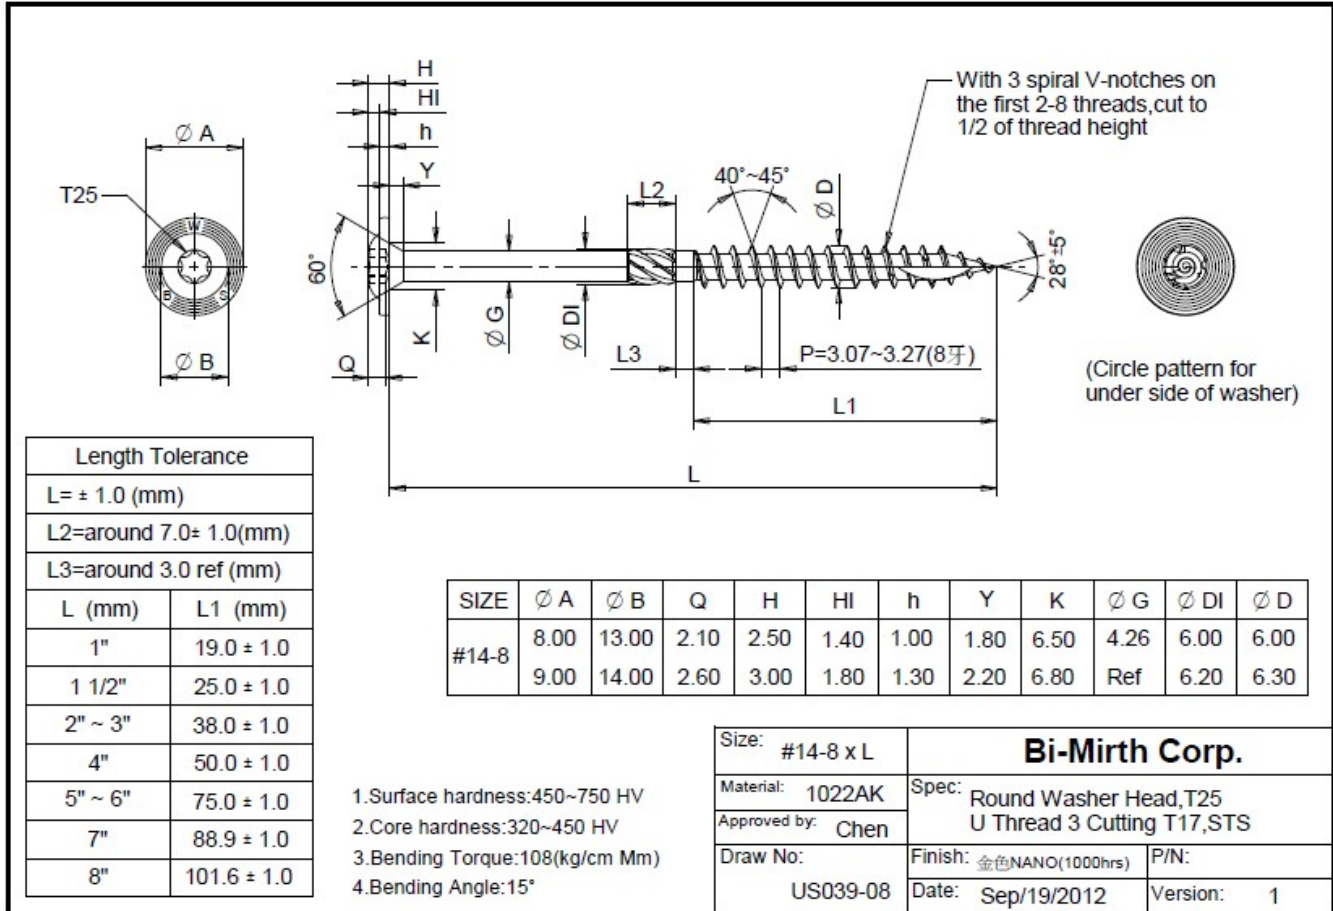 H
HI
h
Y
Ø A
T25
W
B
S
Ø B
60°
Q
K
Ø G
Ø DI
L2
40°~45°
Ø D
With 3 spiral V-notches on
the first 2-8 threads,cut to
1/2 of thread height
28°±5°
L3
P=3.07~3.27(8牙)
L1
L
(Circle pattern for
under side of washer)
Length Tolerance
L= ± 1.0 (mm)
L2=around 7.0± 1.0(mm)
L3=around 3.0 ref (mm)
L (mm) L1 (mm)
1" 19.0 ± 1.0
1 1/2" 25.0 ± 1.0
2" ~ 3" 38.0 ± 1.0
4" 50.0 ± 1.0
5" ~ 6" 75.0 ± 1.0
7" 88.9 ± 1.0
8" 101.6 ± 1.0
SIZE Ø A Ø B Q H HI h Y K Ø G Ø DI Ø D
#14-8
8.00 13.00 2.10 2.50 1.40 1.00 1.80 6.50 4.26 6.00 6.00
9.00 14.00 2.60 3.00 1.80 1.30 2.20 6.80 Ref 6.20 6.30
1.Surface hardness:450~750 HV
2.Core hardness:320~450 HV
3.Bending Torque:108(kg/cm Mm)
4.Bending Angle:15°
Size: #14-8 x L
Bi-Mirth Corp.
Material: 1022AK
Spec: Round Washer Head,T25
U Thread 3 Cutting T17,STS
Approved by: Chen
Draw No: US039-08
Finish: 金色NANO(1000hrs)
P/N:
Date: Sep/19/2012
Version: 1